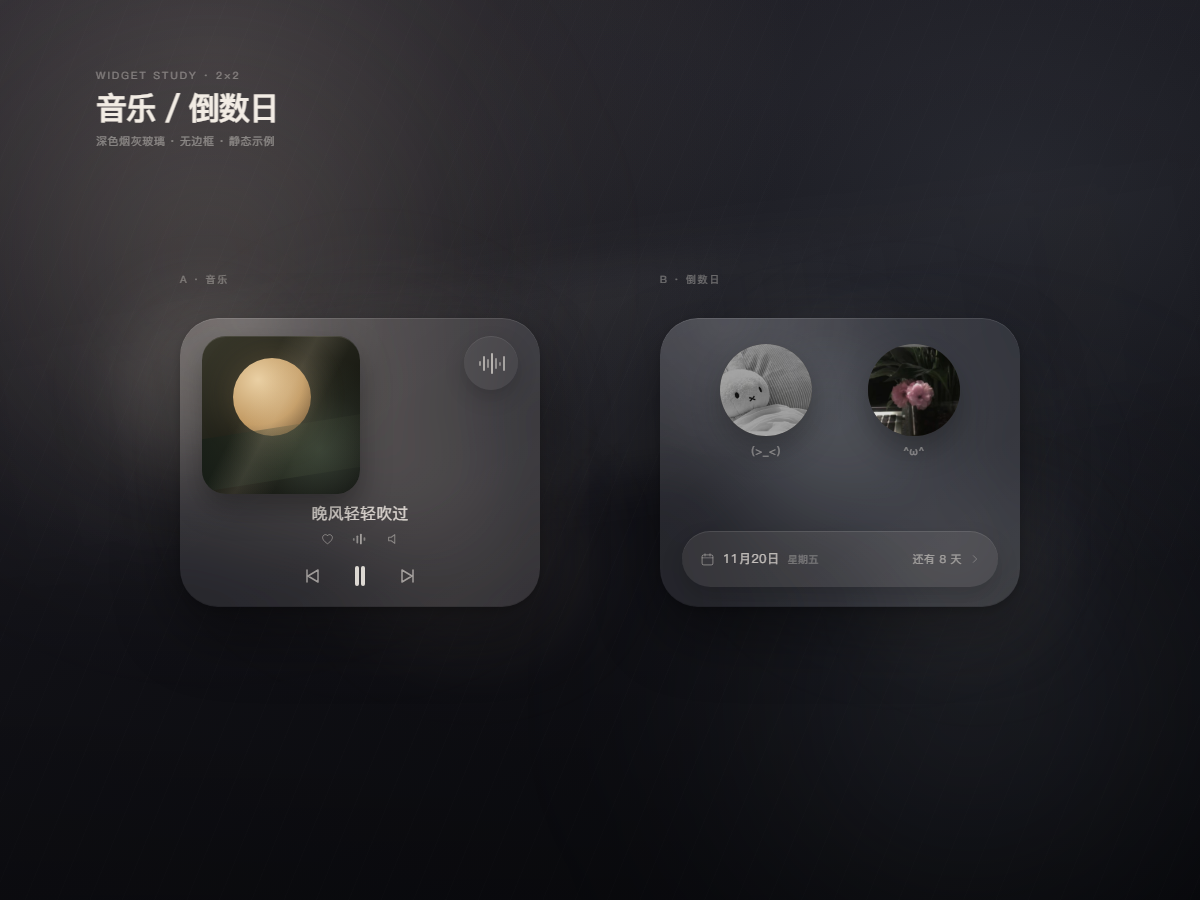 WIDGET STUDY · 2×2
音乐 / 倒数日
深色烟灰玻璃 · 无边框 · 静态示例
A · 音乐
B · 倒数日
晚风轻轻吹过
(>_<)
^ω^
11月20日 星期五 还有 8 天